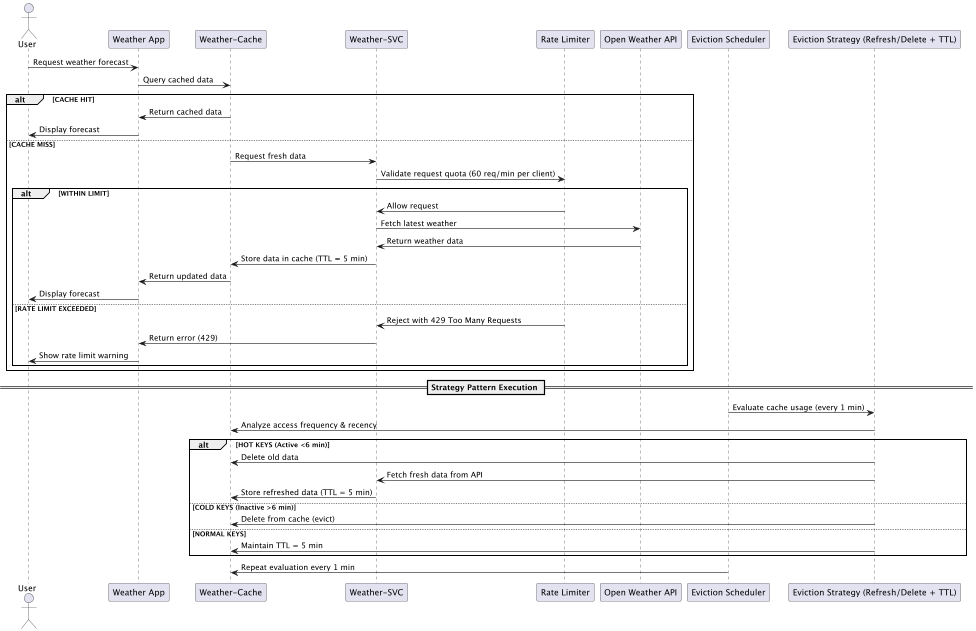 User
Weather App
Weather-Cache
Weather-SVC
Rate Limiter
Open Weather API
Eviction Scheduler
Eviction Strategy (Refresh/Delete + TTL)
Request weather forecast
Query cached data
alt
[CACHE HIT]
Return cached data
Display forecast
[CACHE MISS]
Request fresh data
Validate request quota (60 req/min per client)
alt
[WITHIN LIMIT]
Allow request
Fetch latest weather
Return weather data
Store data in cache (TTL = 5 min)
Return updated data
Display forecast
[RATE LIMIT EXCEEDED]
Reject with 429 Too Many Requests
Return error (429)
Show rate limit warning
Strategy Pattern Execution
Evaluate cache usage (every 1 min)
Analyze access frequency & recency
alt
[HOT KEYS (Active <6 min)]
Delete old data
Fetch fresh data from API
Store refreshed data (TTL = 5 min)
[COLD KEYS (Inactive >6 min)]
Delete from cache (evict)
[NORMAL KEYS]
Maintain TTL = 5 min
Repeat evaluation every 1 min
User
Weather App
Weather-Cache
Weather-SVC
Rate Limiter
Open Weather API
Eviction Scheduler
Eviction Strategy (Refresh/Delete + TTL)